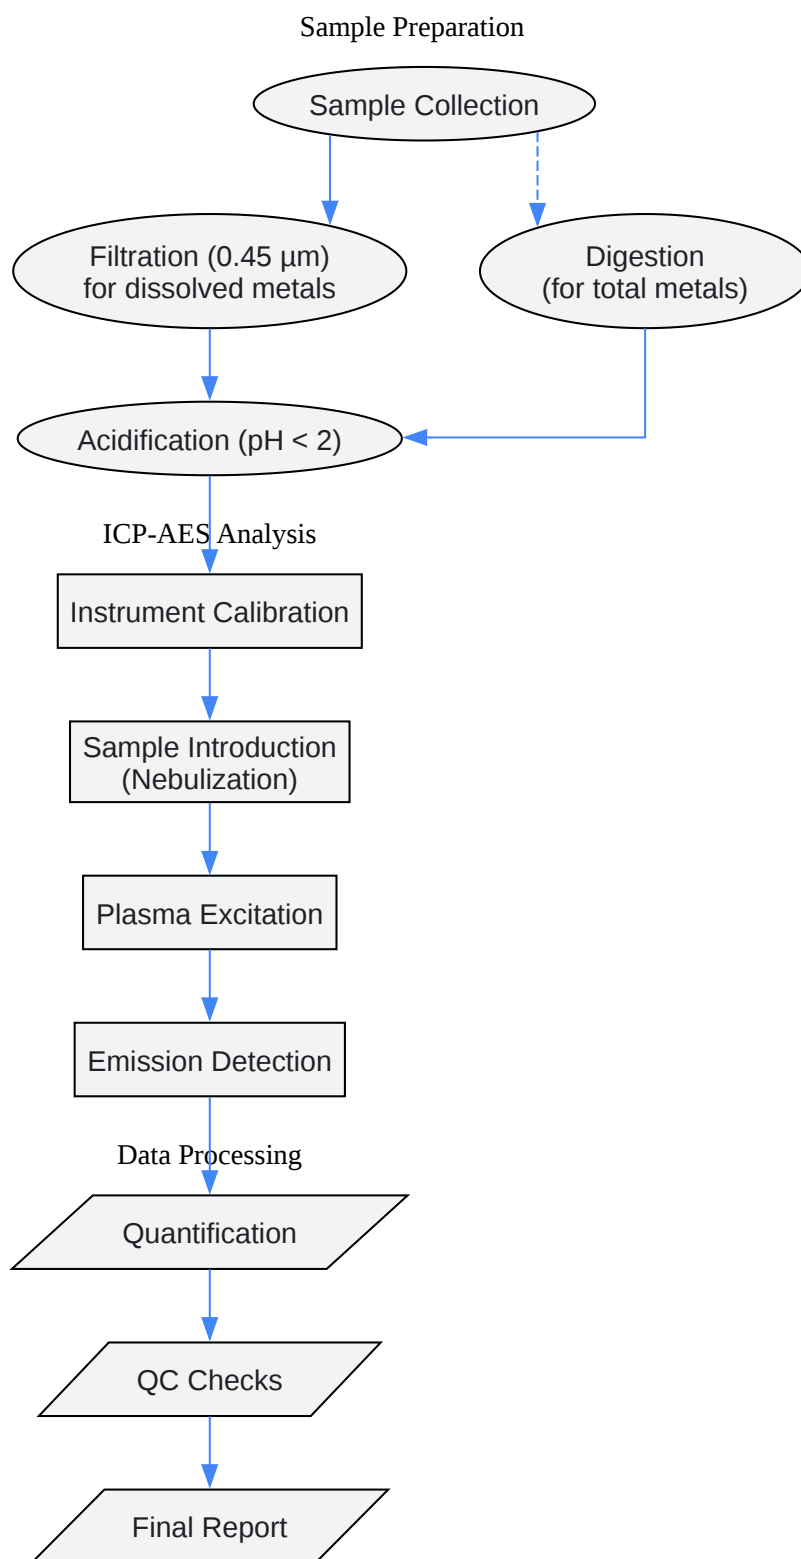 Sample Preparation
Sample Collection
Filtration (0.45 µm)
for dissolved metals
Digestion
(for total metals)
Acidification (pH < 2)
ICP-AES Analysis
Instrument Calibration
Sample Introduction
(Nebulization)
Plasma Excitation
Emission Detection
Data Processing
Quantification
QC Checks
Final Report